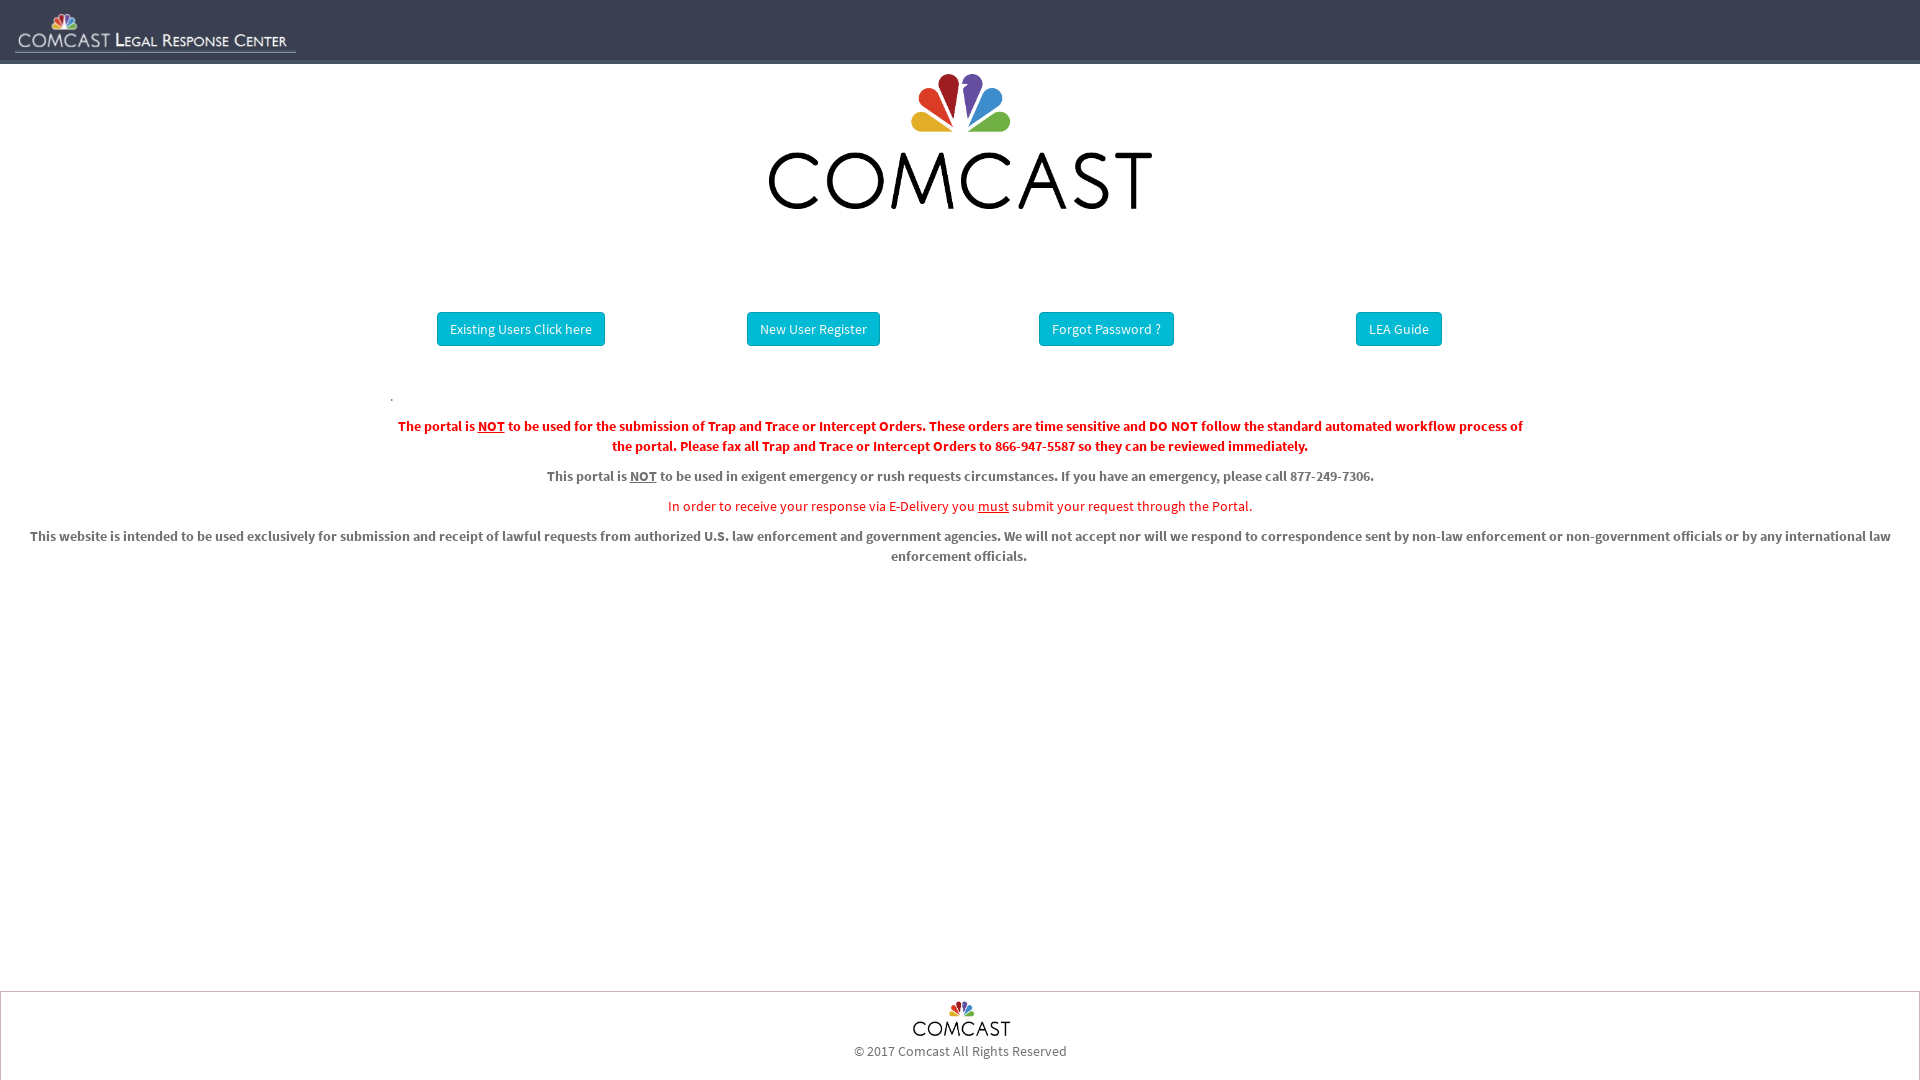 COMCAST LEGAL RESPONSE CENTER
COMCAST
Existing Users Click here
New User Register
Forgot Password ?
LEA Guide
.
The portal is NOT to be used for the submission of Trap and Trace or Intercept Orders. These orders are time sensitive and DO NOT follow the standard automated workflow process of
the portal. Please fax all Trap and Trace or Intercept Orders to 866-947-5587 so they can be reviewed immediately.
This portal is NOT to be used in exigent emergency or rush requests circumstances. If you have an emergency, please call 877-249-7306.
In order to receive your response via E-Delivery you must submit your request through the Portal.
This website is intended to be used exclusively for submission and receipt of lawful requests from authorized U.S. law enforcement and government agencies. We will not accept nor will we respond to correspondence sent by non-law enforcement or non-government officials or by any international law
enforcement officials.
COMCAST
© 2017 Comcast All Rights Reserved